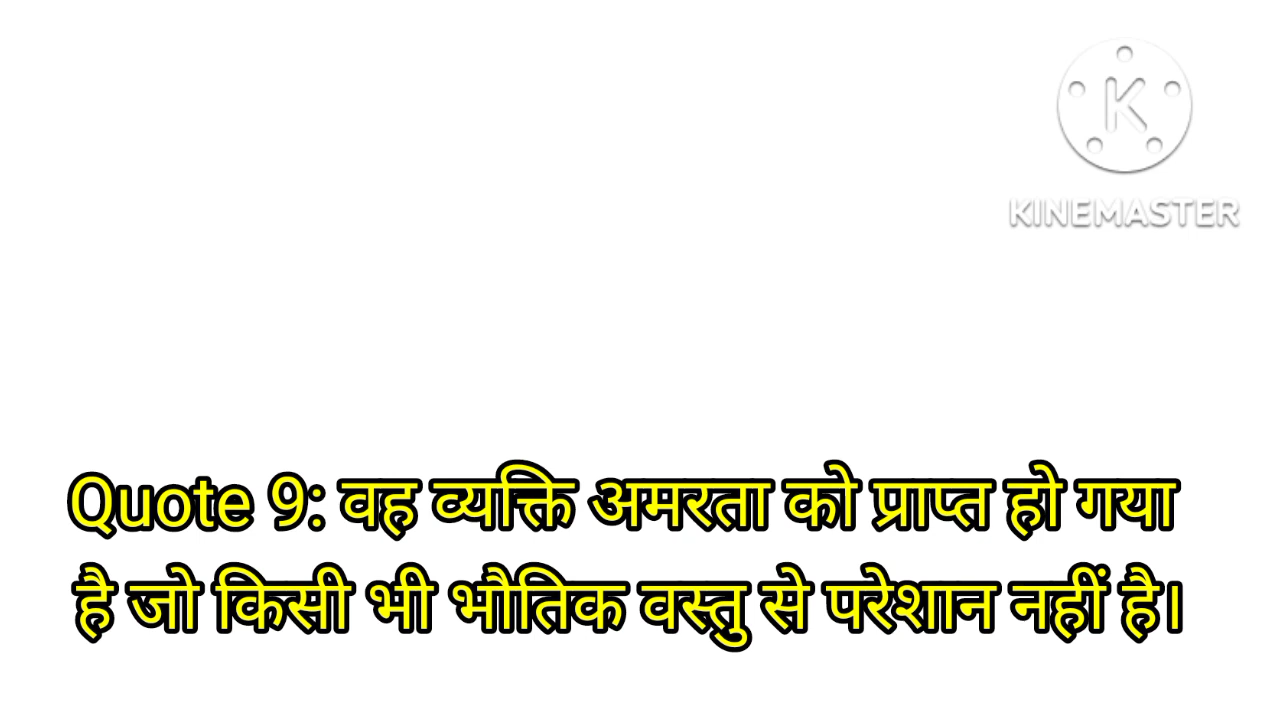 K
KINEMASTER
Quote 9: वह व्यक्ति अमरता को प्राप्त हो गया
है जो किसी भी भौतिक वस्तु से परेशान नहीं है।